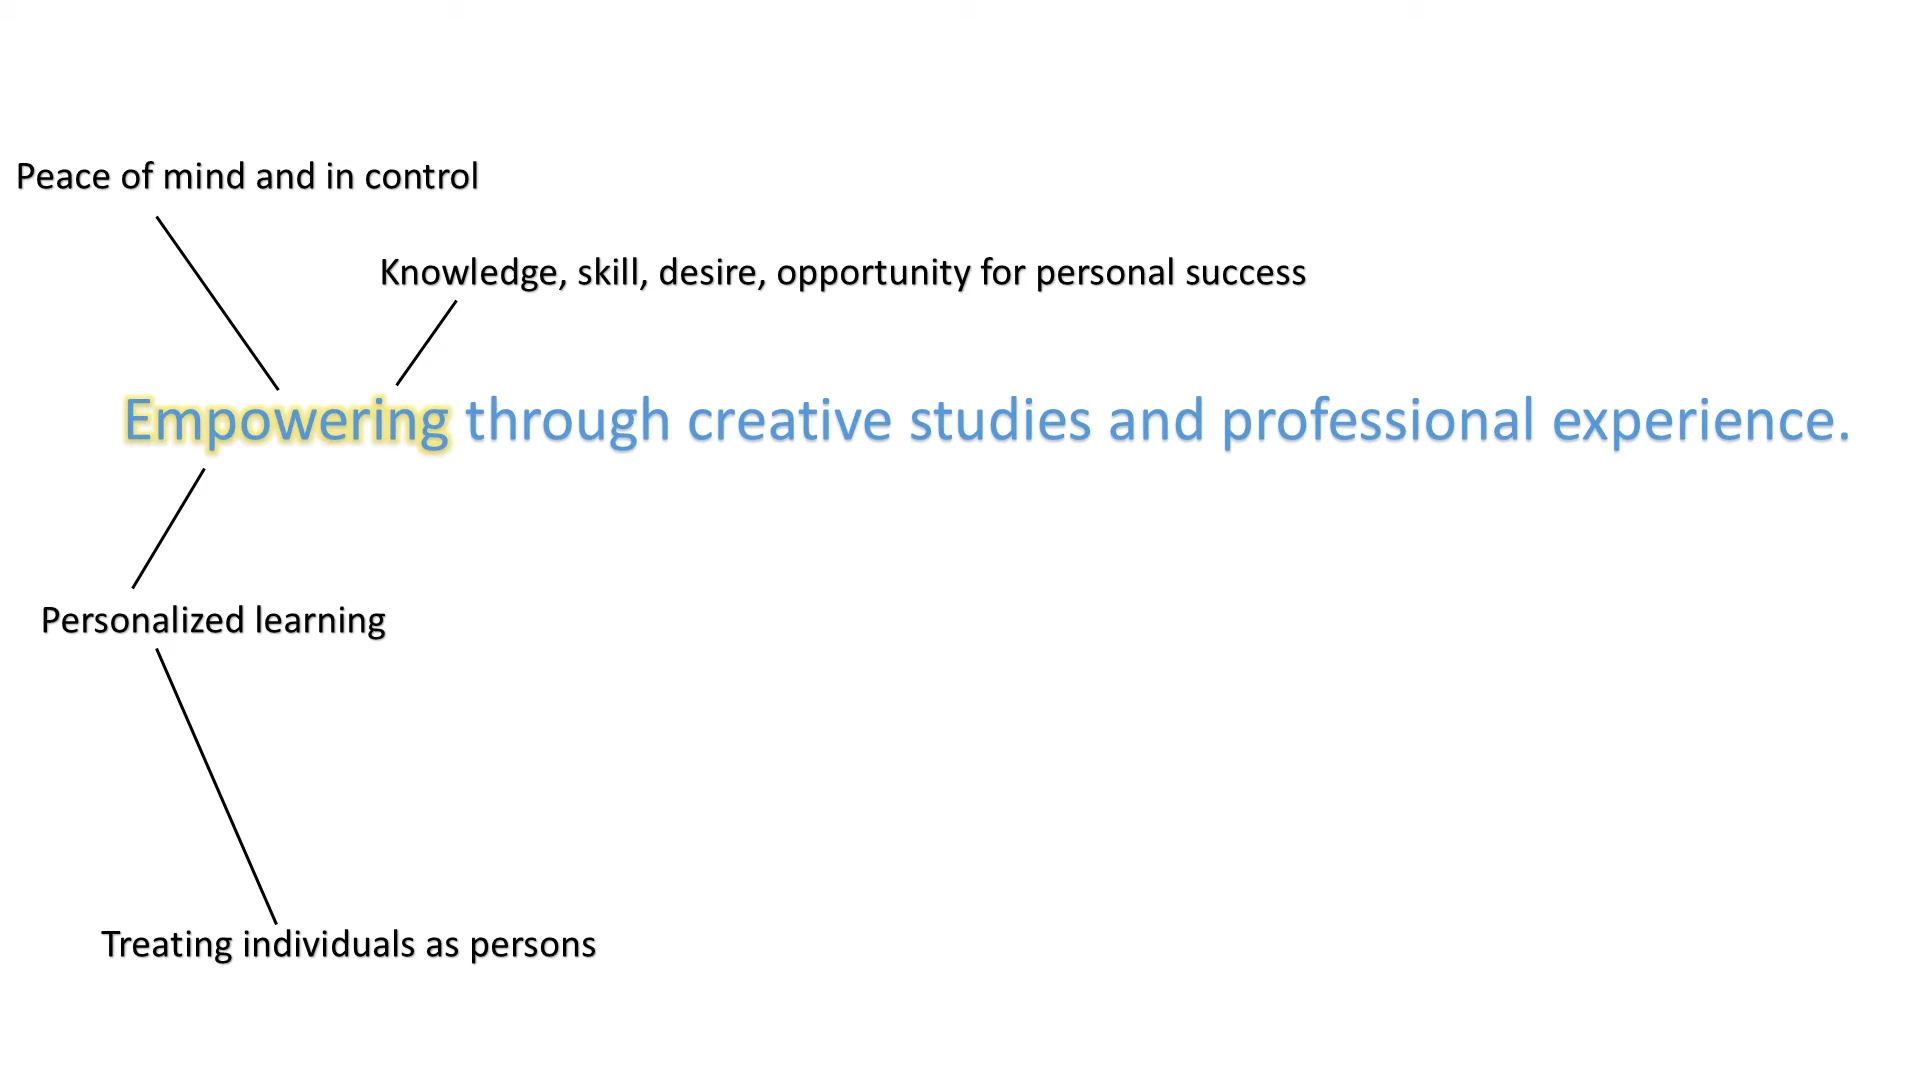 Peace of mind and in control
Knowledge, skill, desire, opportunity for personal success
Empowering through creative studies and professional experience.
Personalized learning
Treating individuals as persons